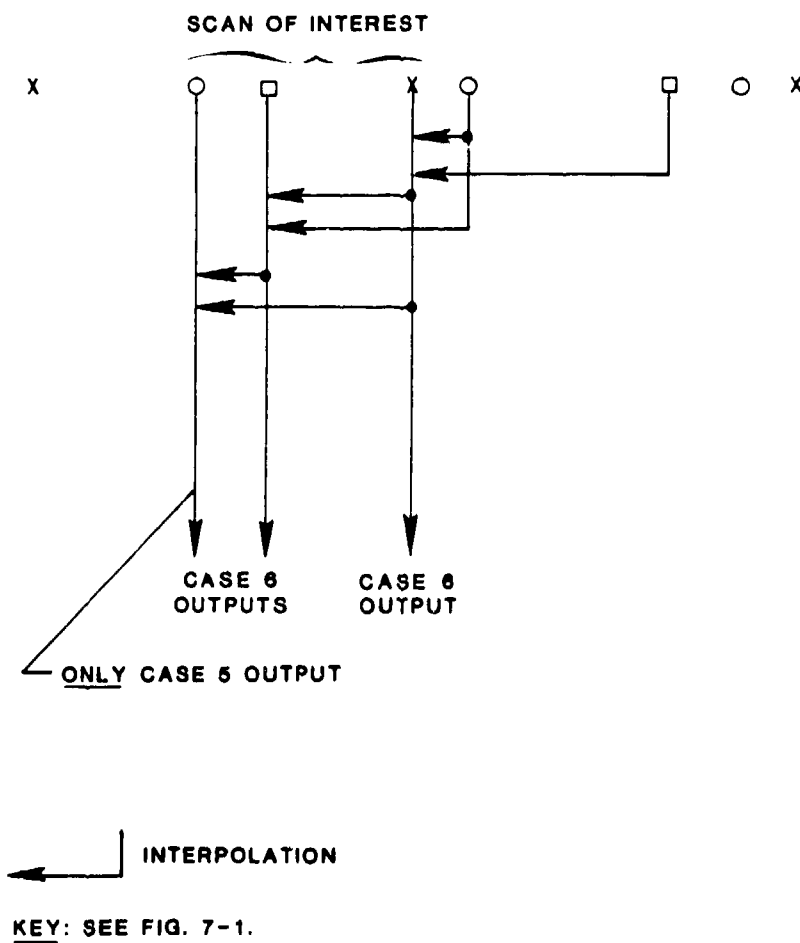 SCAN OF INTEREST
X X X
CASE 6 CASE 6
OUTPUTS OUTPUT
ONLY CASE 5 OUTPUT
INTERPOLATION
KEY: SEE FIG. 7-1.